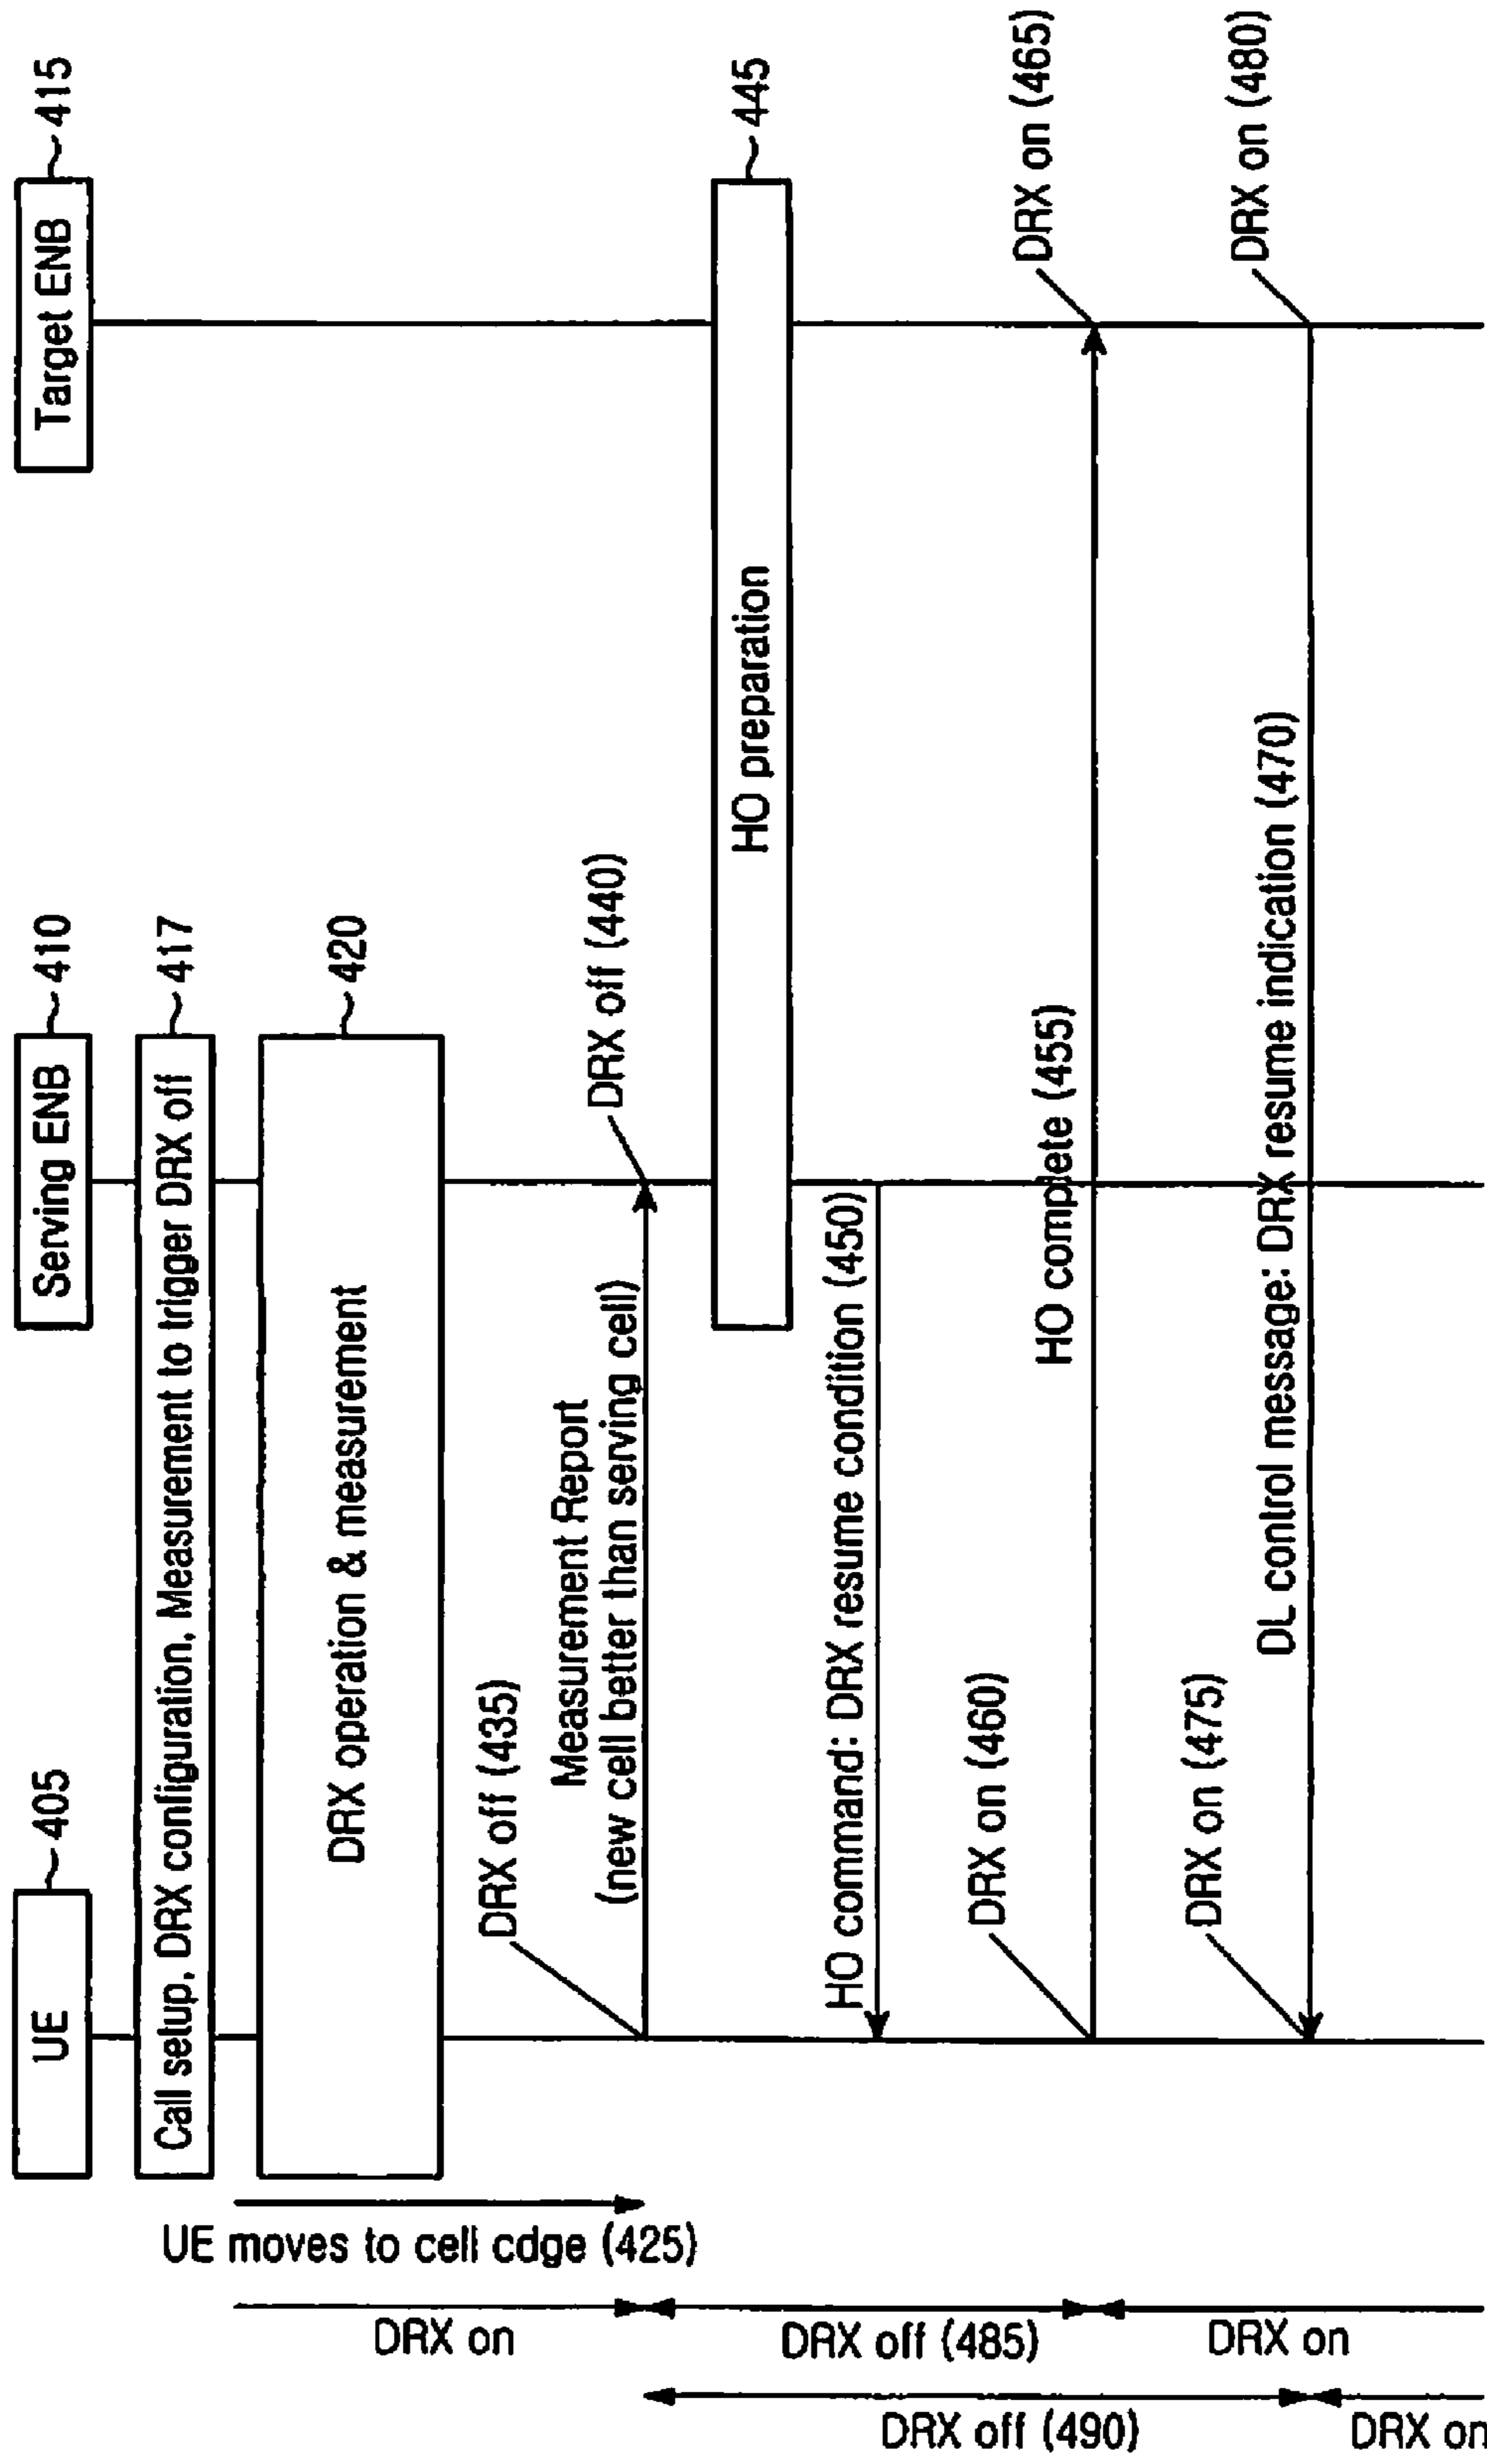 UE
405
Serving ENB
410
Target ENB
415
Call setup, DRX configuration, Measurement to trigger DRX off
417
DRX operation & measurement
420
UE moves to cell cdge (425)
DRX off (435)
Measurement Report
(new cell better than serving cell)
DRX off (440)
HO preparation
445
HO command: DRX resume condition (450)
DRX on (460)
HO complete (455)
DRX on (465)
DRX on (475)
DL control message: DRX resume indication (470)
DRX on (480)
DRX on
DRX off (485)
DRX on
DRX off (490)
DRX on